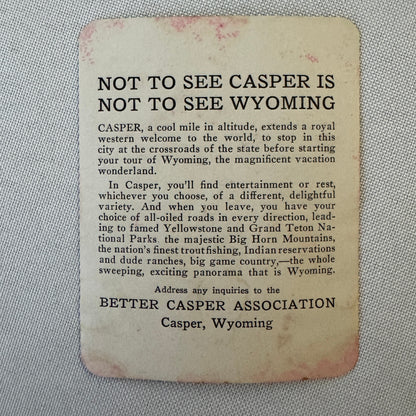 NOT TO SEE CASPER IS
NOT TO SEE WYOMING
CASPER, a cool mile in altitude, extends a royal
western welcome to the world, to stop in this
city at the crossroads of the state before starting
your tour of Wyoming, the magnificent vacation
wonderland.
In Casper, you'll find entertainment or rest,
whichever you choose, of a different, delightful
variety. And when you leave, you have your
choice of all-oiled roads in every direction, lead-
ing to famed Yellowstone and Grand Teton Na-
tional Parks the majestic Big Horn Mountains,
the nation's finest trout fishing, Indian reservations
and dude ranches, big game country,—the whole
sweeping, exciting panorama that is Wyoming.
Address any inquiries to the
BETTER CASPER ASSOCIATION
Casper, Wyoming